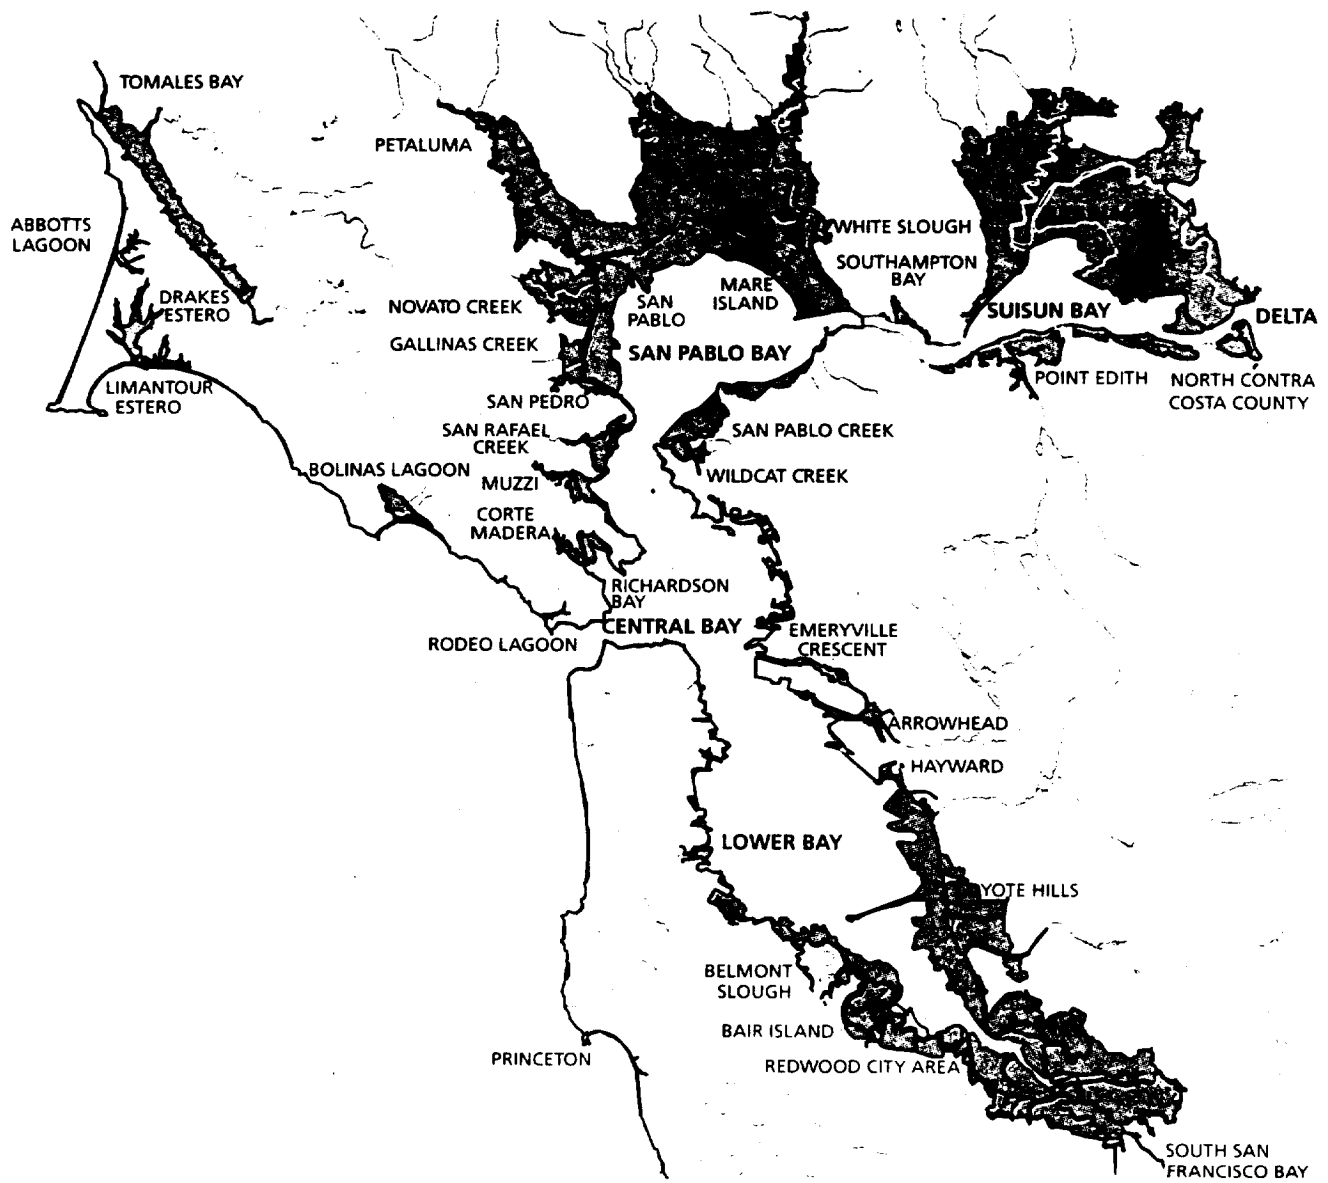 TOMALES BAY
PETALUMA
ABBOTTS
LAGOON
WHITE SLOUGH
SOUTHAMPTON
BAY
DRAKES
ESTERO
NOVATO CREEK
SAN
PABLO
MARE
ISLAND
SUISUN BAY
DELTA
GALLINAS CREEK
SAN PABLO BAY
LIMANTOUR
ESTERO
POINT EDITH
NORTH CONTRA
COSTA COUNTY
SAN PEDRO
SAN RAFAEL
CREEK
SAN PABLO CREEK
BOLINAS LAGOON
MUZZI
WILDCAT CREEK
CORTE
MADERA
RICHARDSON
BAY
CENTRAL BAY
RODEO LAGOON
EMERYVILLE
CRESCENT
ARROWHEAD
HAYWARD
LOWER BAY
YOTE HILLS
BELMONT
SLOUGH
BAIR ISLAND
PRINCETON
REDWOOD CITY AREA
SOUTH SAN
FRANCISCO BAY